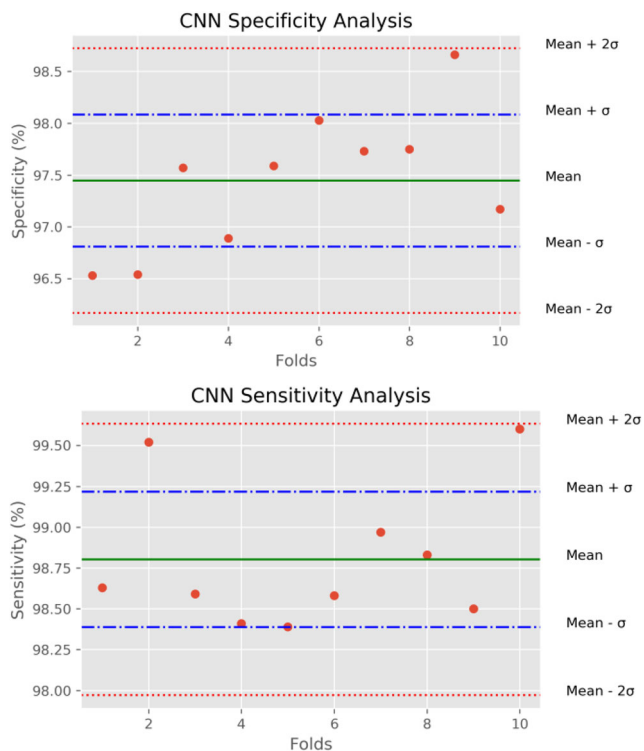 CNN Specificity Analysis
Mean + 2σ
98.5
Mean + σ
98.0
Specificity (%)
97.5
Mean
97.0
Mean - σ
96.5
Mean - 2σ
2 4 6 8 10
Folds
CNN Sensitivity Analysis
Mean + 2σ
99.50
99.25
Mean + σ
99.00
Sensitivity (%)
Mean
98.75
98.50
Mean - σ
98.25
98.00
Mean - 2σ
2 4 6 8 10
Folds